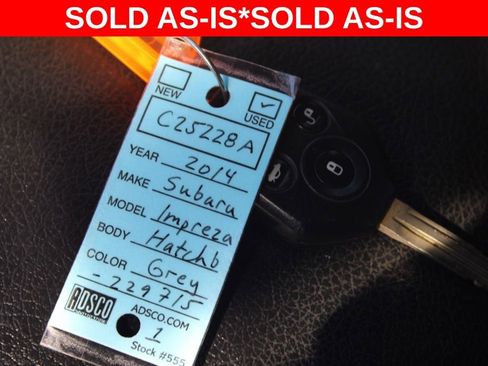 SOLD AS-IS*SOLD AS-IS
NEW ✓ USED
C25228A
YEAR 2014
MAKE Subaru
MODEL Impreza
BODY Hatchb
COLOR Grey
-229715
ADSCO ADSCO.COM
1
Stock #555